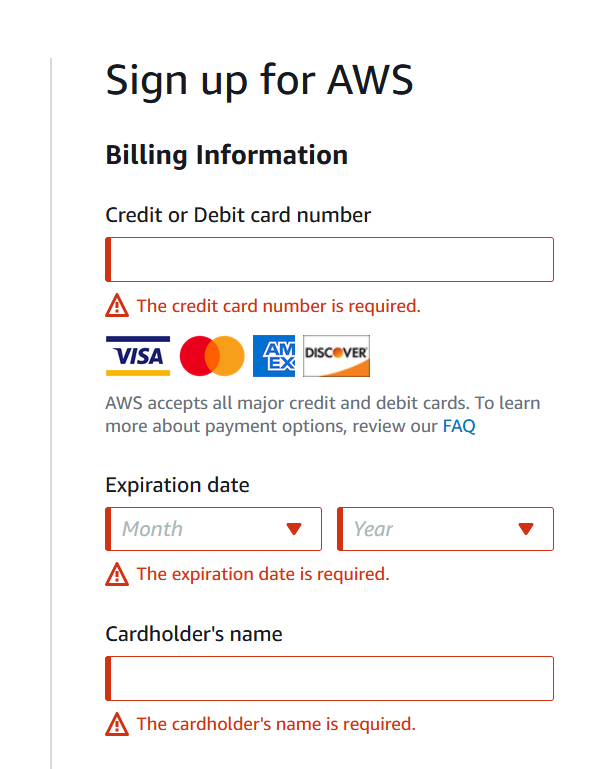 Sign up for AWS
Billing Information
Credit or Debit card number
The credit card number is required.
VISA AM EX DISCOVER
AWS accepts all major credit and debit cards. To learn
more about payment options, review our FAQ
Expiration date
Month Year
The expiration date is required.
Cardholder's name
The cardholder's name is required.